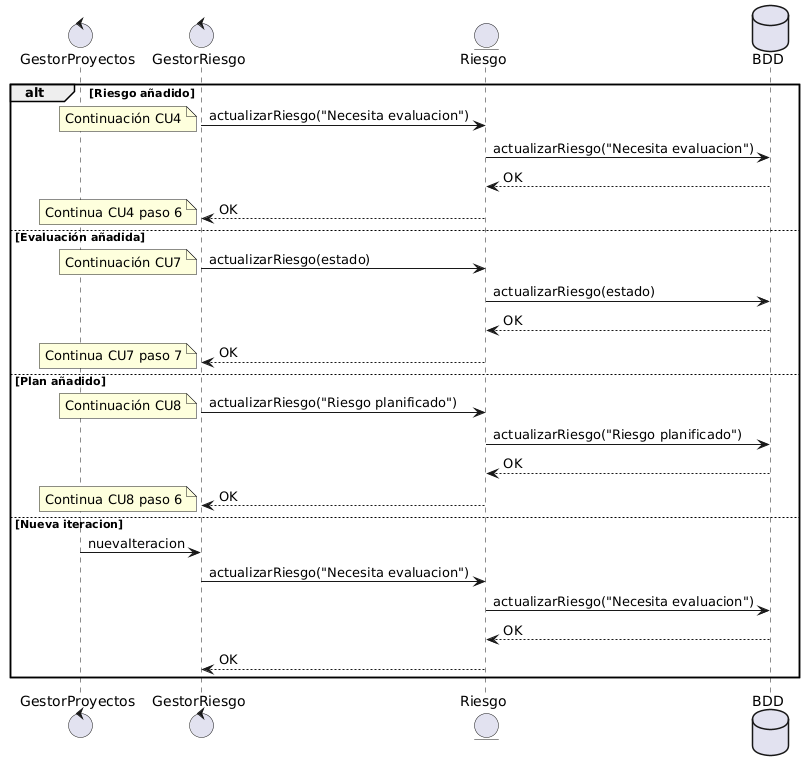 GestorProyectos GestorRiesgo Riesgo BDD
alt [Riesgo añadido]
Continuación CU4 actualizarRiesgo("Necesita evaluacion")
actualizarRiesgo("Necesita evaluacion")
OK
Continua CU4 paso 6 OK
[Evaluación añadida]
Continuación CU7 actualizarRiesgo(estado)
actualizarRiesgo(estado)
OK
Continua CU7 paso 7 OK
[Plan añadido]
Continuación CU8 actualizarRiesgo("Riesgo planificado")
actualizarRiesgo("Riesgo planificado")
OK
Continua CU8 paso 6 OK
[Nueva iteracion]
nuevaIteracion
actualizarRiesgo("Necesita evaluacion")
actualizarRiesgo("Necesita evaluacion")
OK
OK
GestorProyectos GestorRiesgo Riesgo BDD